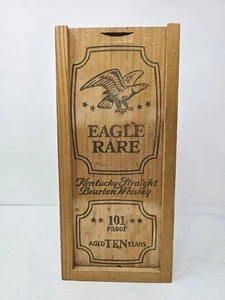 EAGLE
RARE
Kentucky Straight
Bourbon Whiskey
101
PROOF
AGED TEN YEARS